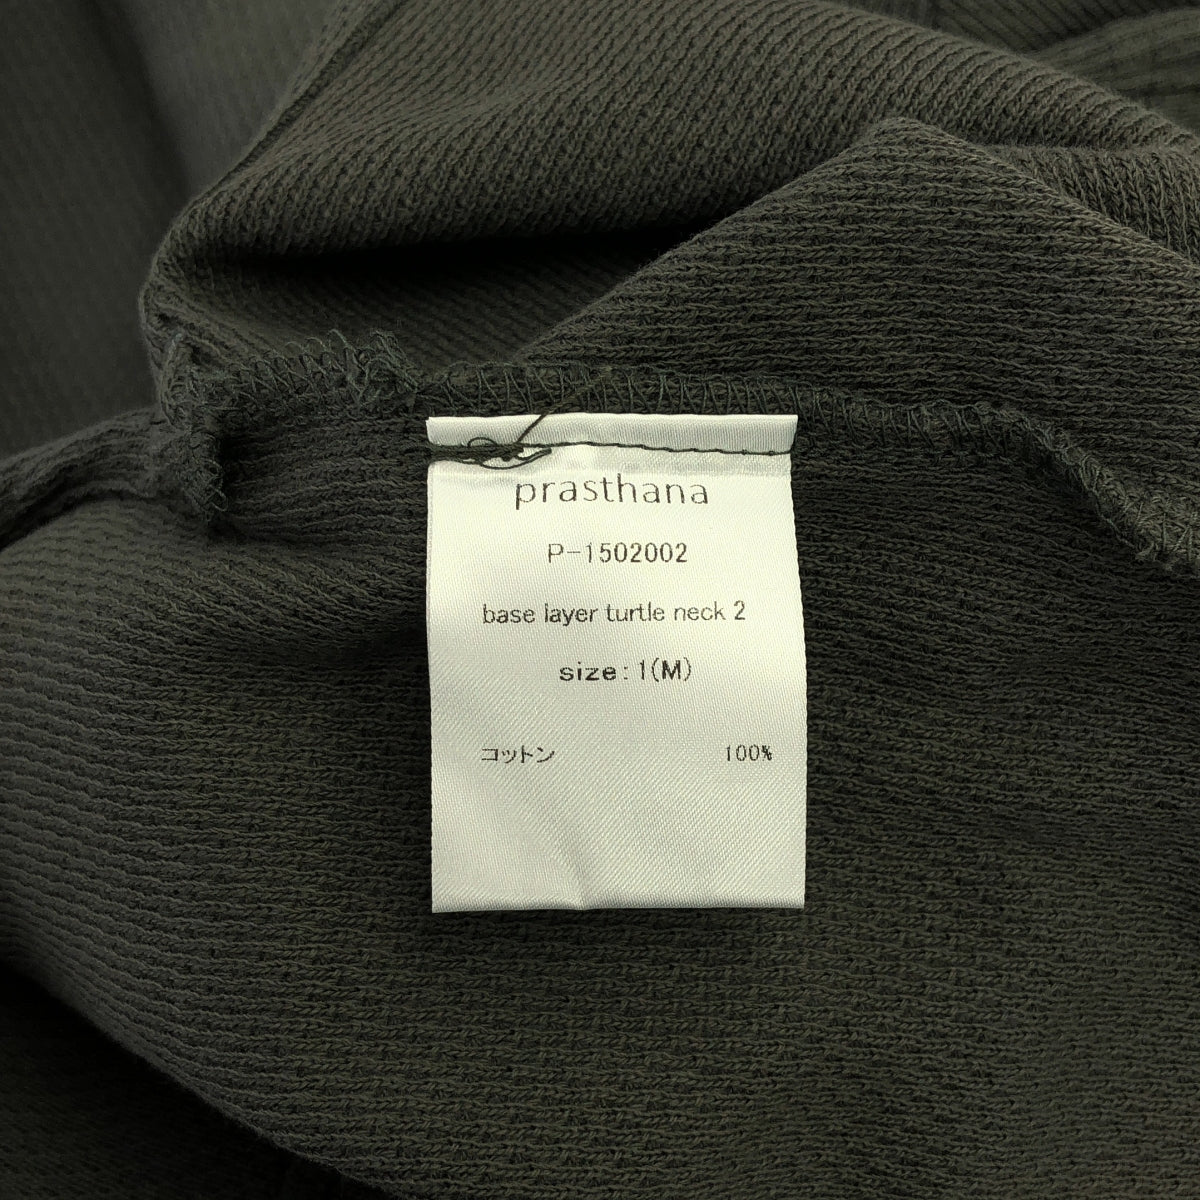 prasthana
P-1502002
base layer turtle neck 2
size: 1(M)
コットン 100%